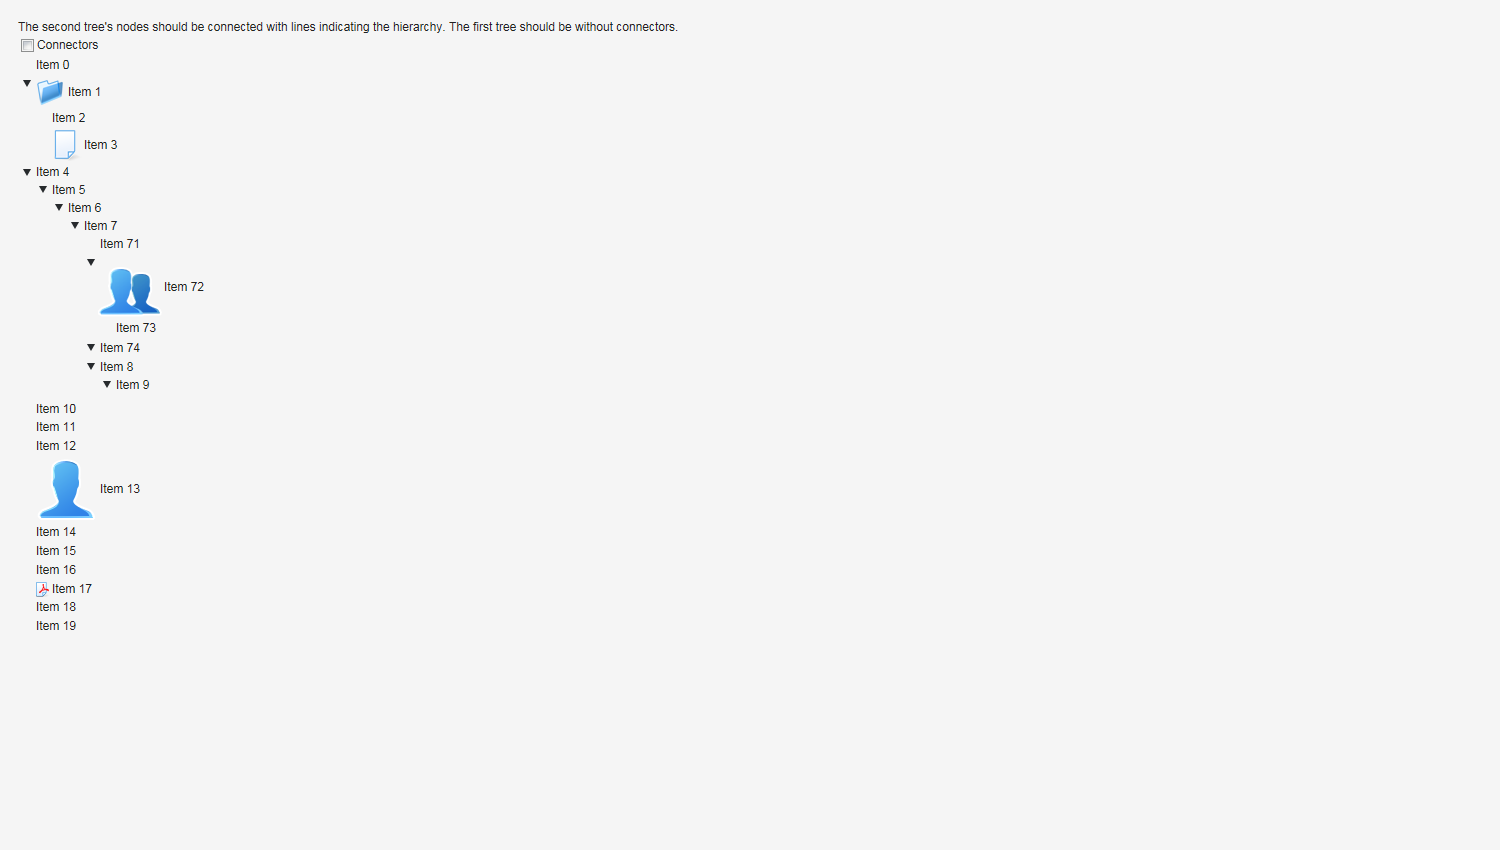 The second tree's nodes should be connected with lines indicating the hierarchy. The first tree should be without connectors.
Connectors
Item 0
Item 1
Item 2
Item 3
Item 4
Item 5
Item 6
Item 7
Item 71
Item 72
Item 73
Item 74
Item 8
Item 9
Item 10
Item 11
Item 12
Item 13
Item 14
Item 15
Item 16
Item 17
Item 18
Item 19